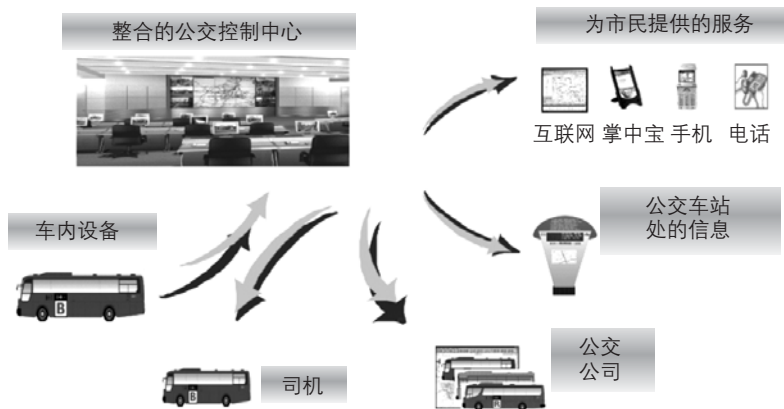 整合的公交控制中心
为市民提供的服务
互联网 掌中宝 手机 电话
公交车站
处的信息
车内设备
B
公交
公司
司机
B